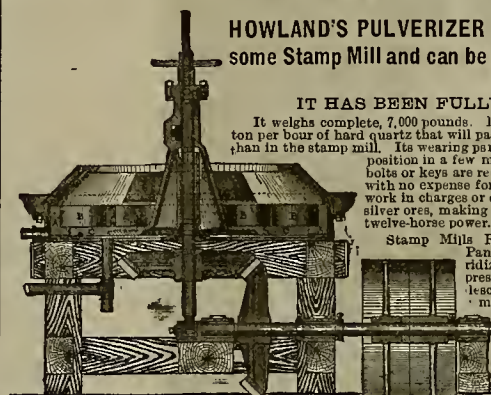 HOWLAND'S PULVERIZER
some Stamp Mill and can be
IT HAS BEEN FULL
It weighs complete, 7,000 pounds.
ton per hour of hard quartz that will pa
than in the stamp mill. Its wearing par
position in a few m
bolts or keys are re
with no expense for
work in charges or
silver ores, making
twelve-horse power.
Stamp Mills
Pan
ridiz
pres
lesc
m
B B B B